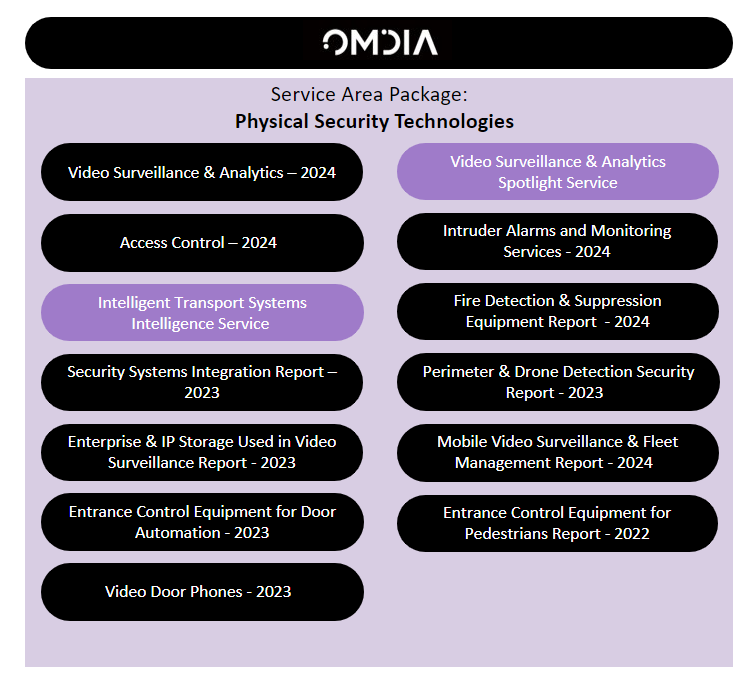 OMDIA
Service Area Package:
Physical Security Technologies
Video Surveillance & Analytics – 2024
Access Control – 2024
Intelligent Transport Systems
Intelligence Service
Security Systems Integration Report –
2023
Enterprise & IP Storage Used in Video
Surveillance Report - 2023
Entrance Control Equipment for Door
Automation - 2023
Video Door Phones - 2023
Video Surveillance & Analytics
Spotlight Service
Intruder Alarms and Monitoring
Services - 2024
Fire Detection & Suppression
Equipment Report  - 2024
Perimeter & Drone Detection Security
Report - 2023
Mobile Video Surveillance & Fleet
Management Report - 2024
Entrance Control Equipment for
Pedestrians Report - 2022